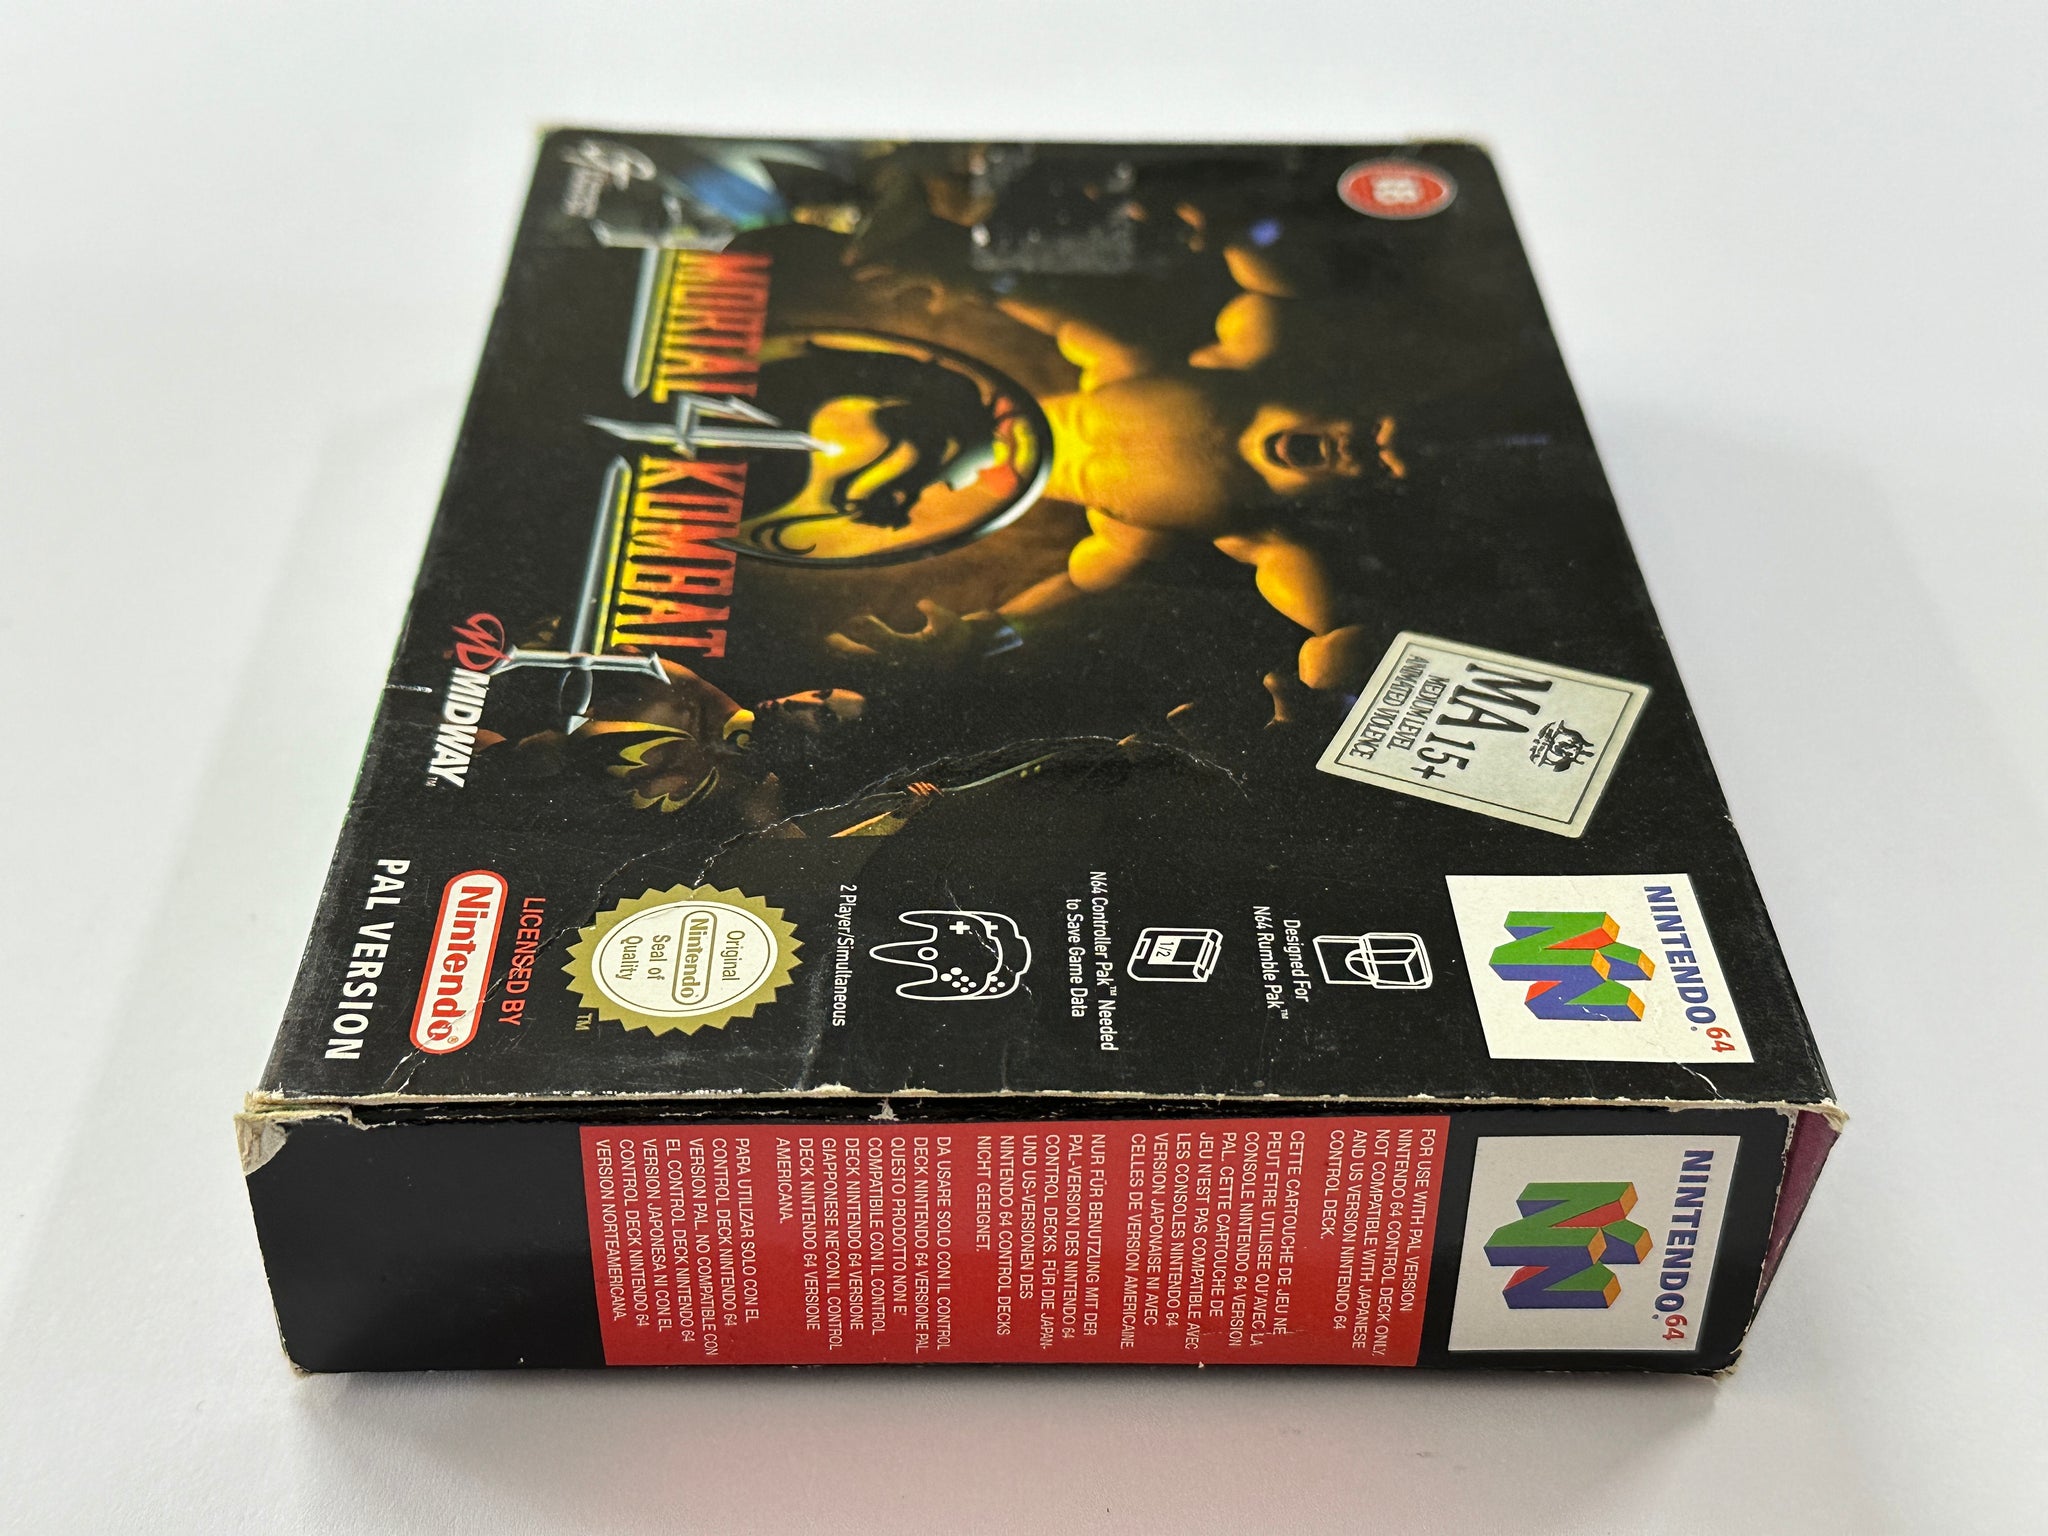 18
MORTAL 4 KOMBAT
MIDWAY™
MA 15+
MEDIUM LEVEL
ANIMATED VIOLENCE
NINTENDO® 64
Designed For
N64 Rumble Pak™
1/2
N64 Controller Pak™ Needed
to Save Game Data
2 Player/Simultaneous
Original
Nintendo®
Seal of
Quality
TM
LICENSED BY
Nintendo®
PAL VERSION
NINTENDO® 64
FOR USE WITH PAL VERSION
NINTENDO 64 CONTROL DECK ONLY.
NOT COMPATIBLE WITH JAPANESE
AND US VERSION NINTENDO 64
CONTROL DECK.
CETTE CARTOUCHE DE JEU NE
PEUT ETRE UTILISEE QU'AVEC LA
CONSOLE NINTENDO 64 VERSION
PAL. CETTE CARTOUCHE DE
JEU N'EST PAS COMPATIBLE AVEC
LES CONSOLES NINTENDO 64
VERSION JAPONAISE NI AVEC
CELLES DE VERSION AMERICAINE.
NUR FÜR BENUTZUNG MIT DER
PAL-VERSION DES NINTENDO 64
CONTROL DECKS. FÜR DIE JAPAN-
UND US-VERSIONEN DES
NINTENDO 64 CONTROL DECKS
NICHT GEEIGNET.
DA USARE SOLO CON IL CONTROL
DECK NINTENDO 64 VERSIONE PAL.
QUESTO PRODOTTO NON E'
COMPATIBILE CON IL CONTROL
DECK NINTENDO 64 VERSIONE
GIAPPONESE NE'CON IL CONTROL
DECK NINTENDO 64 VERSIONE
AMERICANA.
PARA UTILIZAR SOLO CON EL
CONTROL DECK NINTENDO 64
VERSION PAL. NO COMPATIBLE CON
EL CONTROL DECK NINTENDO 64
VERSION JAPONESA NI CON EL
CONTROL DECK NINTENDO 64
VERSION NORTEAMERICANA.